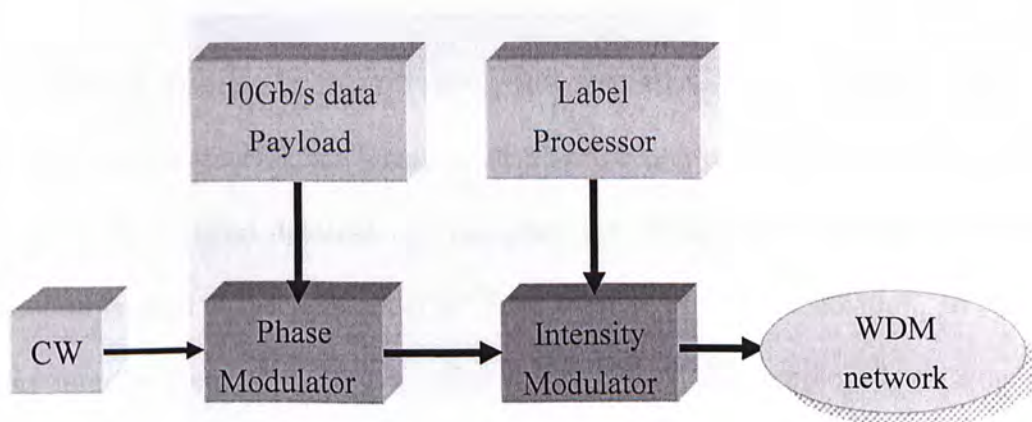 10Gb/s data
Payload
Label
Processor
CW
Phase
Modulator
Intensity
Modulator
WDM
network